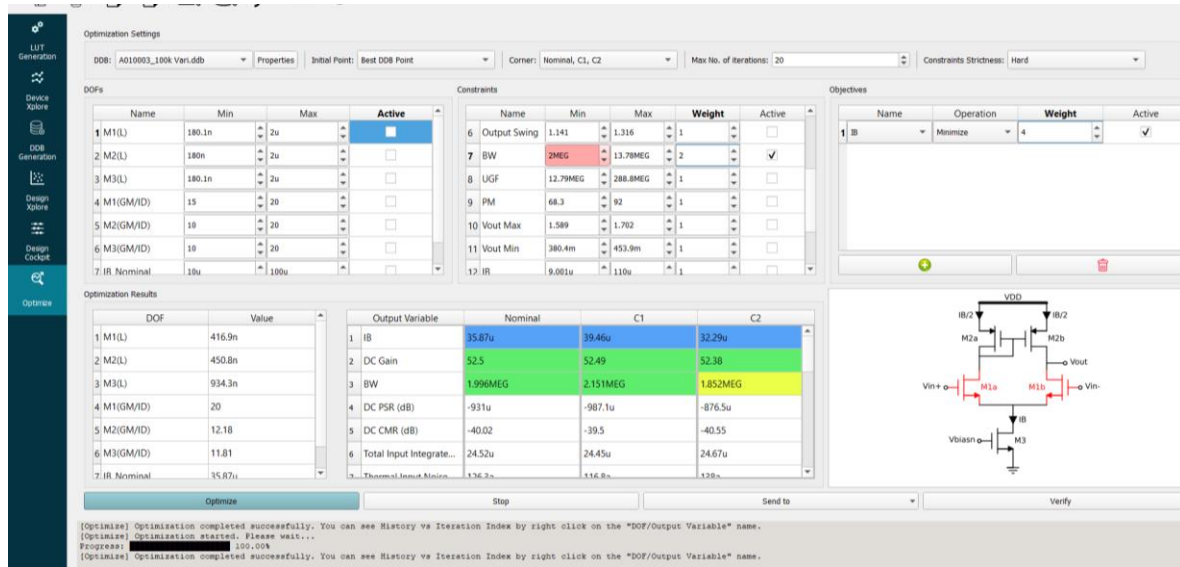 LUT
Generation
Device
Xplore
DDB
Generation
Design
Xplore
Design
Cockpit
Optimize
Optimization Settings
DDB: A010003_100k Vari.ddb Properties Initial Point: Best DDB Point Corner: Nominal, C1, C2 Max No. of iterations: 20 Constraints Strictness: Hard
DOFs
Name Min Max Active
1 M1(L) 180.1n 2u
2 M2(L) 180n 2u
3 M3(L) 180.1n 2u
4 M1(GM/ID) 15 20
5 M2(GM/ID) 10 20
6 M3(GM/ID) 10 20
7 IB Nominal 10u 100u
Constraints
Name Min Max Weight Active
6 Output Swing 1.141 1.316 1
7 BW 2MEG 13.78MEG 2
8 UGF 12.79MEG 288.8MEG 1
9 PM 68.3 92 1
10 Vout Max 1.589 1.702 1
11 Vout Min 380.4m 453.9m 1
12 IB 9.001u 110u 1
Objectives
Name Operation Weight Active
1 IB Minimize 4
Optimization Results
DOF Value
1 M1(L) 416.9n
2 M2(L) 450.8n
3 M3(L) 934.3n
4 M1(GM/ID) 20
5 M2(GM/ID) 12.18
6 M3(GM/ID) 11.81
7 IB Nominal 35.87u
Output Variable Nominal C1 C2
1 IB 35.87u 39.46u 32.29u
2 DC Gain 52.5 52.49 52.38
3 BW 1.996MEG 2.151MEG 1.852MEG
4 DC PSR (dB) -931u -987.1u -876.5u
5 DC CMR (dB) -40.02 -39.5 -40.55
6 Total Input Integrate... 24.52u 24.45u 24.67u
7 Thermal Input Noise
VDD
IB/2 IB/2
M2a M2b
Vout
Vin+ M1a M1b Vin-
IB
Vbiasn M3
Optimize Stop Send to Verify
[Optimize] Optimization completed successfully. You can see History vs Iteration Index by right click on the "DOF/Output Variable" name.
[Optimize] Optimization started. Please wait...
Progress: 100.00%
[Optimize] Optimization completed successfully. You can see History vs Iteration Index by right click on the "DOF/Output Variable" name.